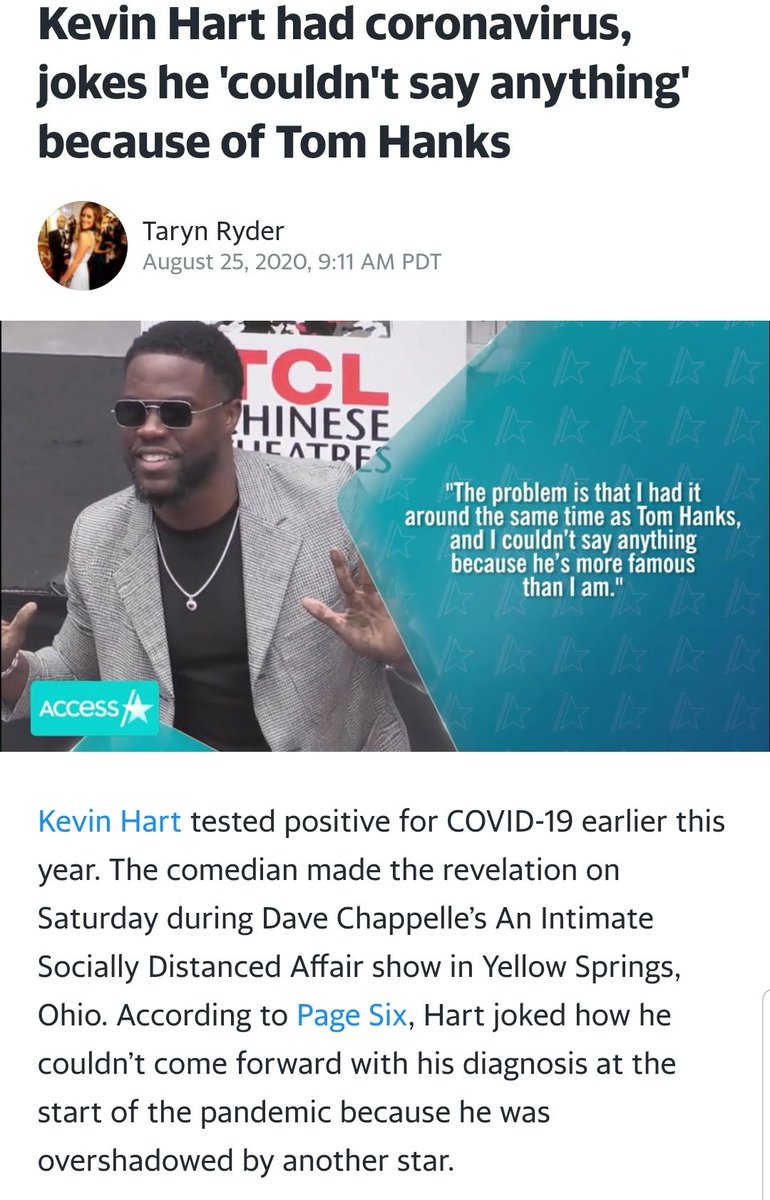 Kevin Hart had coronavirus,
jokes he 'couldn't say anything'
because of Tom Hanks
Taryn Ryder
August 25, 2020, 9:11 AM PDT
TCL
CHINESE
THEATRES
"The problem is that I had it
around the same time as Tom Hanks,
and I couldn't say anything
because he's more famous
than I am."
ACCESS
Kevin Hart tested positive for COVID-19 earlier this
year. The comedian made the revelation on
Saturday during Dave Chappelle's An Intimate
Socially Distanced Affair show in Yellow Springs,
Ohio. According to Page Six, Hart joked how he
couldn't come forward with his diagnosis at the
start of the pandemic because he was
overshadowed by another star.